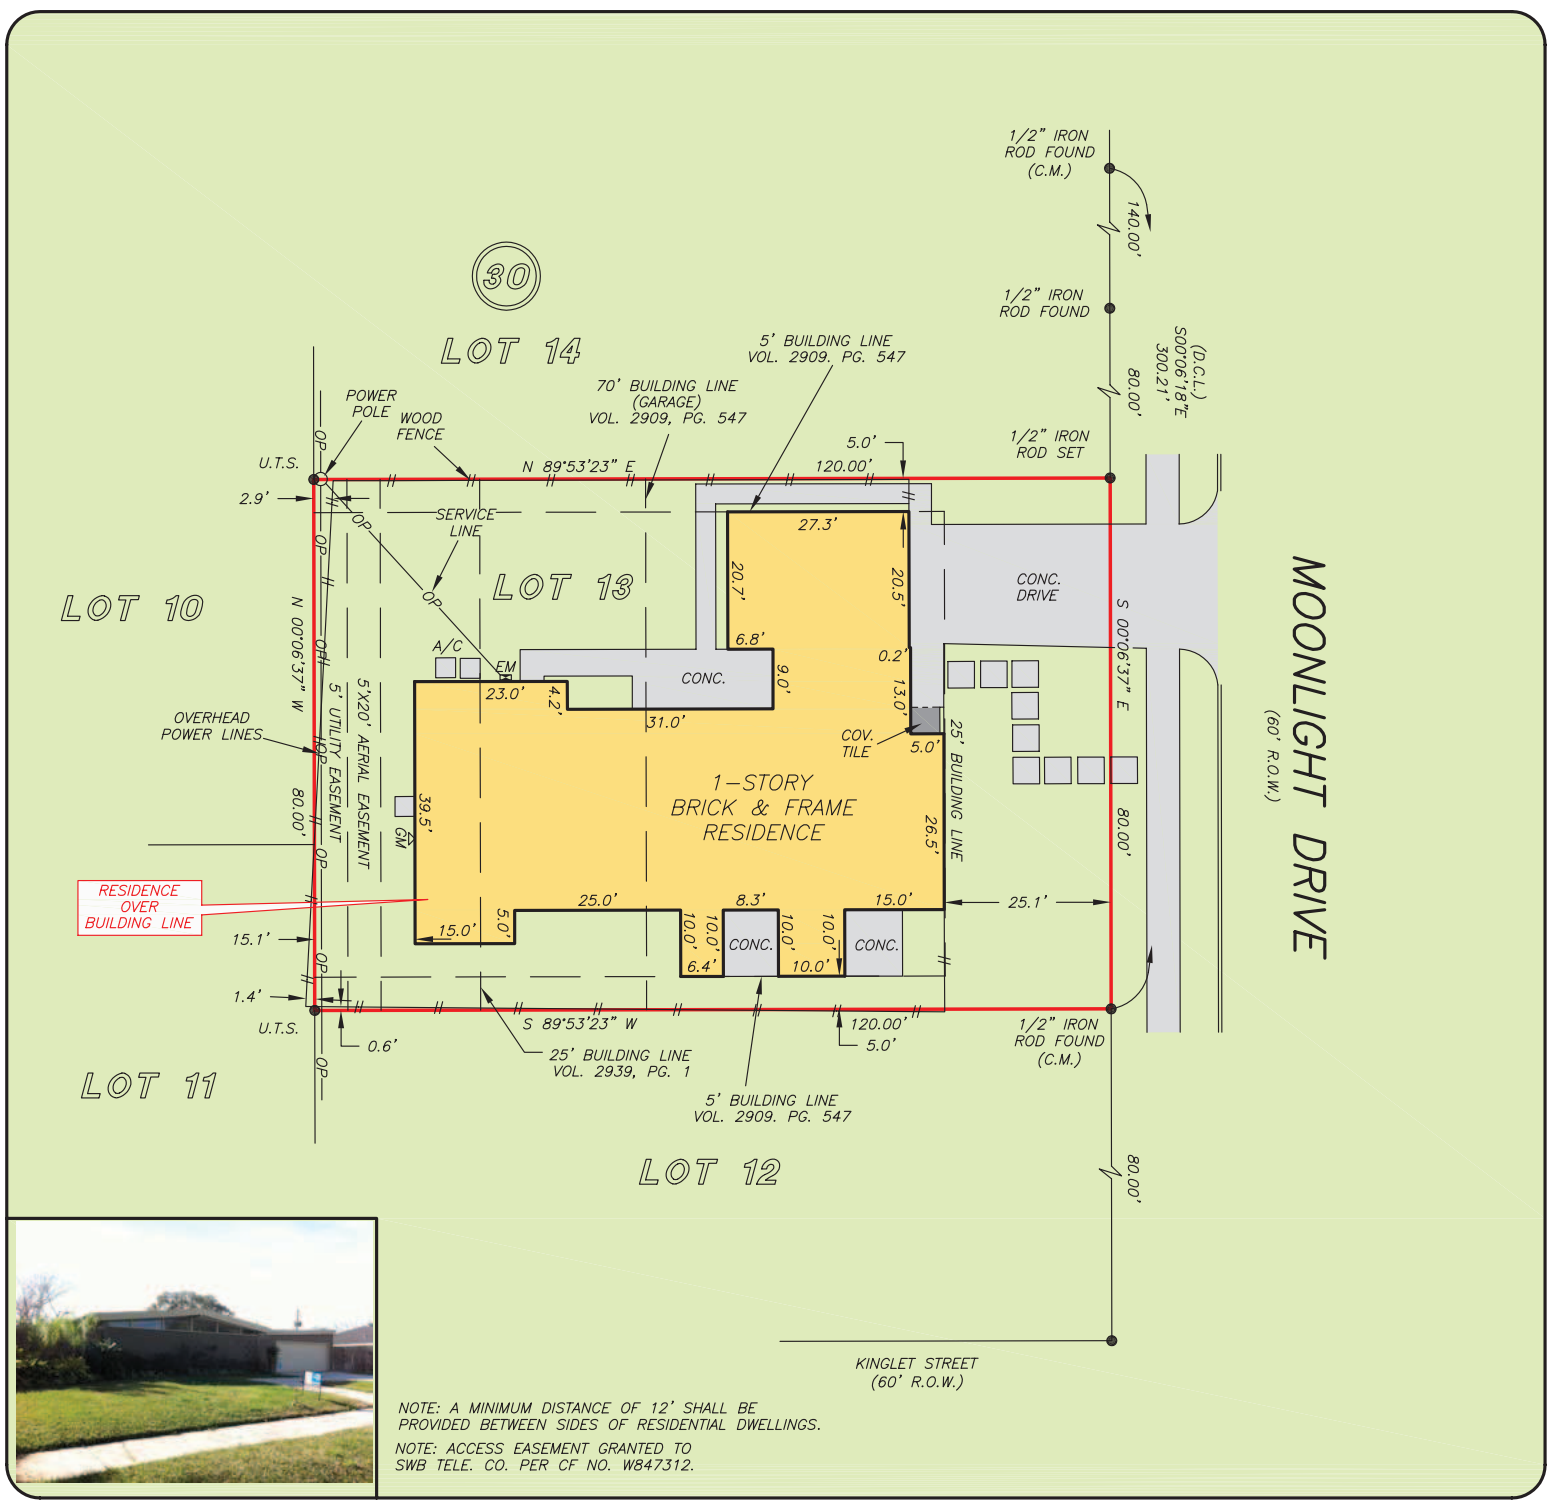 1/2" IRON
ROD FOUND
(C.M.)
140.00'
30
LOT 14
1/2" IRON
ROD FOUND
(D.C.L.)
S00°06'18"E
300.21'
80.00'
5' BUILDING LINE
VOL. 2909. PG. 547
70' BUILDING LINE
(GARAGE)
VOL. 2909, PG. 547
POWER
POLE
WOOD
FENCE
OP
5.0'
1/2" IRON
ROD SET
U.T.S.
N 89°53'23" E
120.00'
2.9'
OP
SERVICE
LINE
27.3'
OP
OP
LOT 13
20.7'
20.5'
CONC.
DRIVE
LOT 10
N 00°06'37" W
S 00°06'37" E
MOONLIGHT DRIVE
(60' R.O.W.)
A/C
OP
EM
6.8'
0.2'
23.0'
4.2'
CONC.
9.0'
13.0'
31.0'
5' UTILITY EASEMENT
5'X20' AERIAL EASEMENT
OVERHEAD
POWER LINES
OP
COV.
TILE
5.0'
25' BUILDING LINE
1-STORY
BRICK & FRAME
RESIDENCE
80.00'
39.5'
GM
26.5'
80.00'
OP
RESIDENCE
OVER
BUILDING LINE
25.0'
8.3'
15.0'
25.1'
15.1'
15.0'
5.0'
10.0'
10.0'
CONC.
10.0'
10.0'
CONC.
OP
6.4'
10.0'
1.4'
U.T.S.
S 89°53'23" W
120.00'
1/2" IRON
ROD FOUND
(C.M.)
0.6'
5.0'
OP
25' BUILDING LINE
VOL. 2939, PG. 1
LOT 11
5' BUILDING LINE
VOL. 2909. PG. 547
LOT 12
80.00'
KINGLET STREET
(60' R.O.W.)
NOTE: A MINIMUM DISTANCE OF 12' SHALL BE
PROVIDED BETWEEN SIDES OF RESIDENTIAL DWELLINGS.
NOTE: ACCESS EASEMENT GRANTED TO
SWB TELE. CO. PER CF NO. W847312.